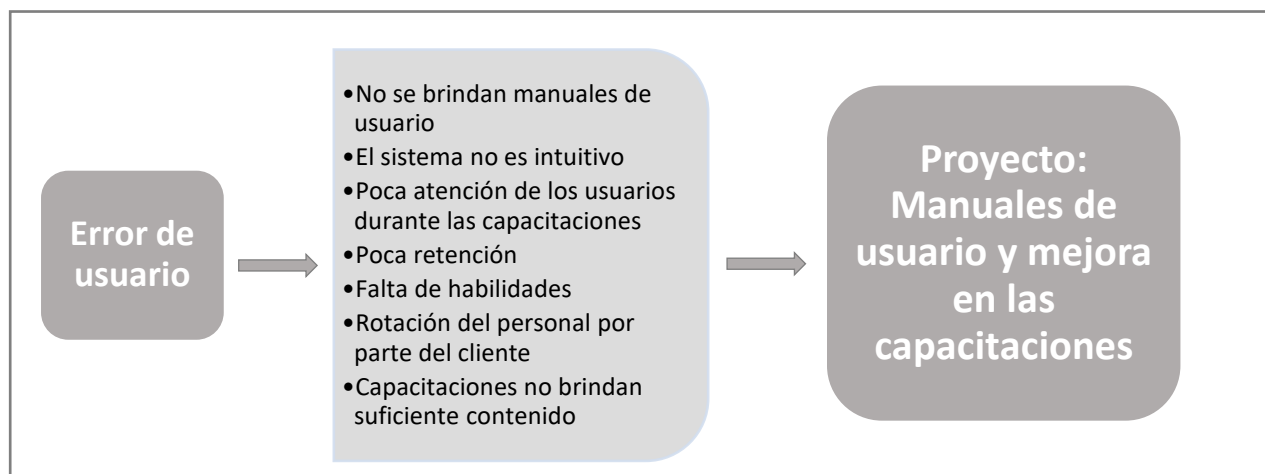 Error de
usuario
•No se brindan manuales de
usuario
•El sistema no es intuitivo
•Poca atención de los usuarios
durante las capacitaciones
•Poca retención
•Falta de habilidades
•Rotación del personal por
parte del cliente
•Capacitaciones no brindan
suficiente contenido
Proyecto:
Manuales de
usuario y mejora
en las
capacitaciones